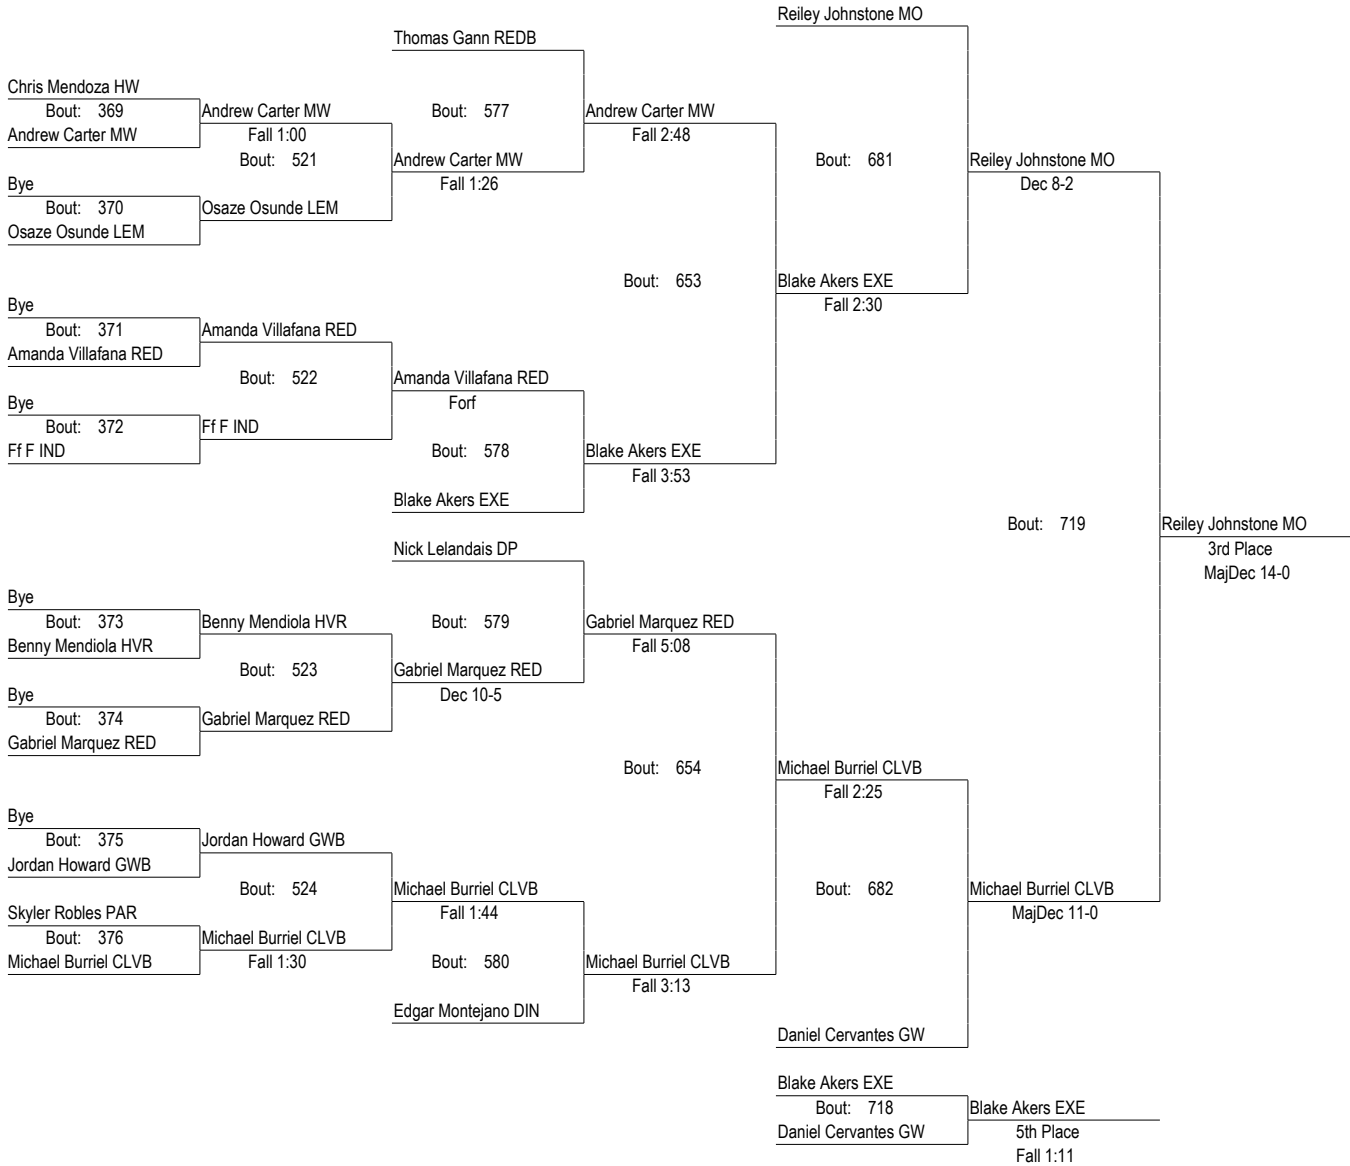 Reiley Johnstone MO
Thomas Gann REDB
Chris Mendoza HW
Bout: 369
Andrew Carter MW
Andrew Carter MW
Fall 1:00
Bout: 521
Bout: 577
Andrew Carter MW
Fall 1:26
Andrew Carter MW
Fall 2:48
Bout: 681
Reiley Johnstone MO
Dec 8-2
Bye
Bout: 370
Osaze Osunde LEM
Osaze Osunde LEM
Bout: 653
Blake Akers EXE
Fall 2:30
Bye
Bout: 371
Amanda Villafana RED
Amanda Villafana RED
Bout: 522
Amanda Villafana RED
Forf
Bye
Bout: 372
Ff F IND
Ff F IND
Bout: 578
Blake Akers EXE
Fall 3:53
Blake Akers EXE
Bout: 719
Reiley Johnstone MO
3rd Place
MajDec 14-0
Nick Lelandais DP
Bye
Bout: 373
Benny Mendiola HVR
Benny Mendiola HVR
Bout: 579
Gabriel Marquez RED
Fall 5:08
Bout: 523
Gabriel Marquez RED
Dec 10-5
Bye
Bout: 374
Gabriel Marquez RED
Gabriel Marquez RED
Bout: 654
Michael Burriel CLVB
Fall 2:25
Bye
Bout: 375
Jordan Howard GWB
Jordan Howard GWB
Bout: 524
Michael Burriel CLVB
Fall 1:44
Bout: 682
Michael Burriel CLVB
MajDec 11-0
Skyler Robles PAR
Bout: 376
Michael Burriel CLVB
Michael Burriel CLVB
Fall 1:30
Bout: 580
Michael Burriel CLVB
Fall 3:13
Edgar Montejano DIN
Daniel Cervantes GW
Blake Akers EXE
Bout: 718
Daniel Cervantes GW
Blake Akers EXE
5th Place
Fall 1:11